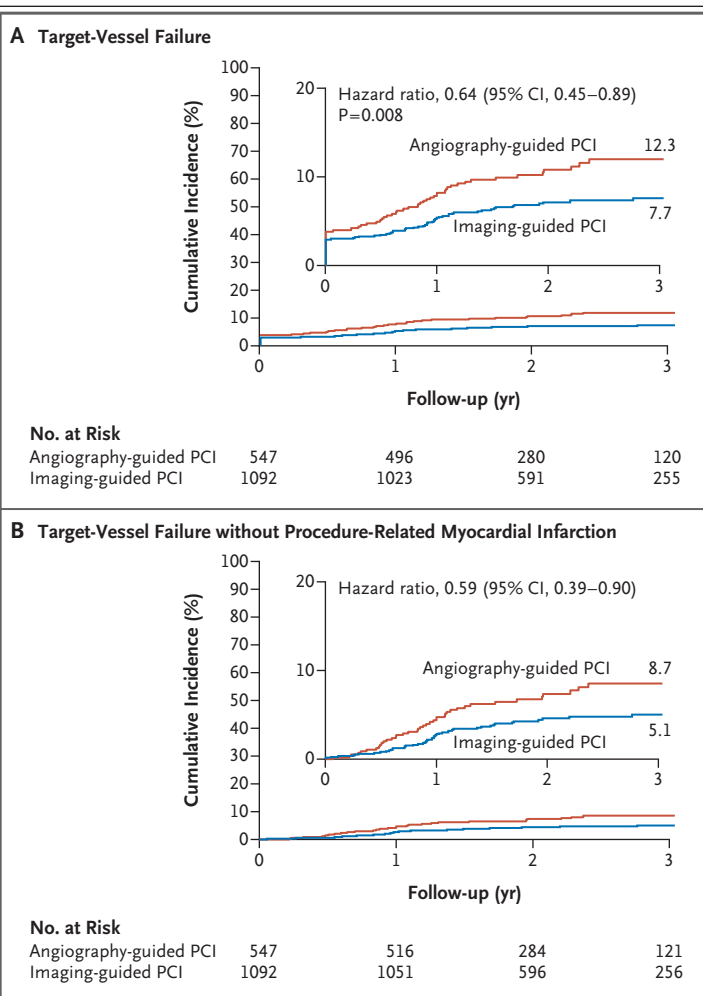 A Target-Vessel Failure
100
90
80
70
60
50
40
30
20
10
0
Cumulative Incidence (%)
20
10
0
Hazard ratio, 0.64 (95% CI, 0.45–0.89)
P=0.008
Angiography-guided PCI 12.3
Imaging-guided PCI 7.7
0 1 2 3
0 1 2 3
Follow-up (yr)
No. at Risk
Angiography-guided PCI 547 496 280 120
Imaging-guided PCI 1092 1023 591 255
B Target-Vessel Failure without Procedure-Related Myocardial Infarction
100
90
80
70
60
50
40
30
20
10
0
Cumulative Incidence (%)
20
10
0
Hazard ratio, 0.59 (95% CI, 0.39–0.90)
Angiography-guided PCI 8.7
Imaging-guided PCI 5.1
0 1 2 3
0 1 2 3
Follow-up (yr)
No. at Risk
Angiography-guided PCI 547 516 284 121
Imaging-guided PCI 1092 1051 596 256